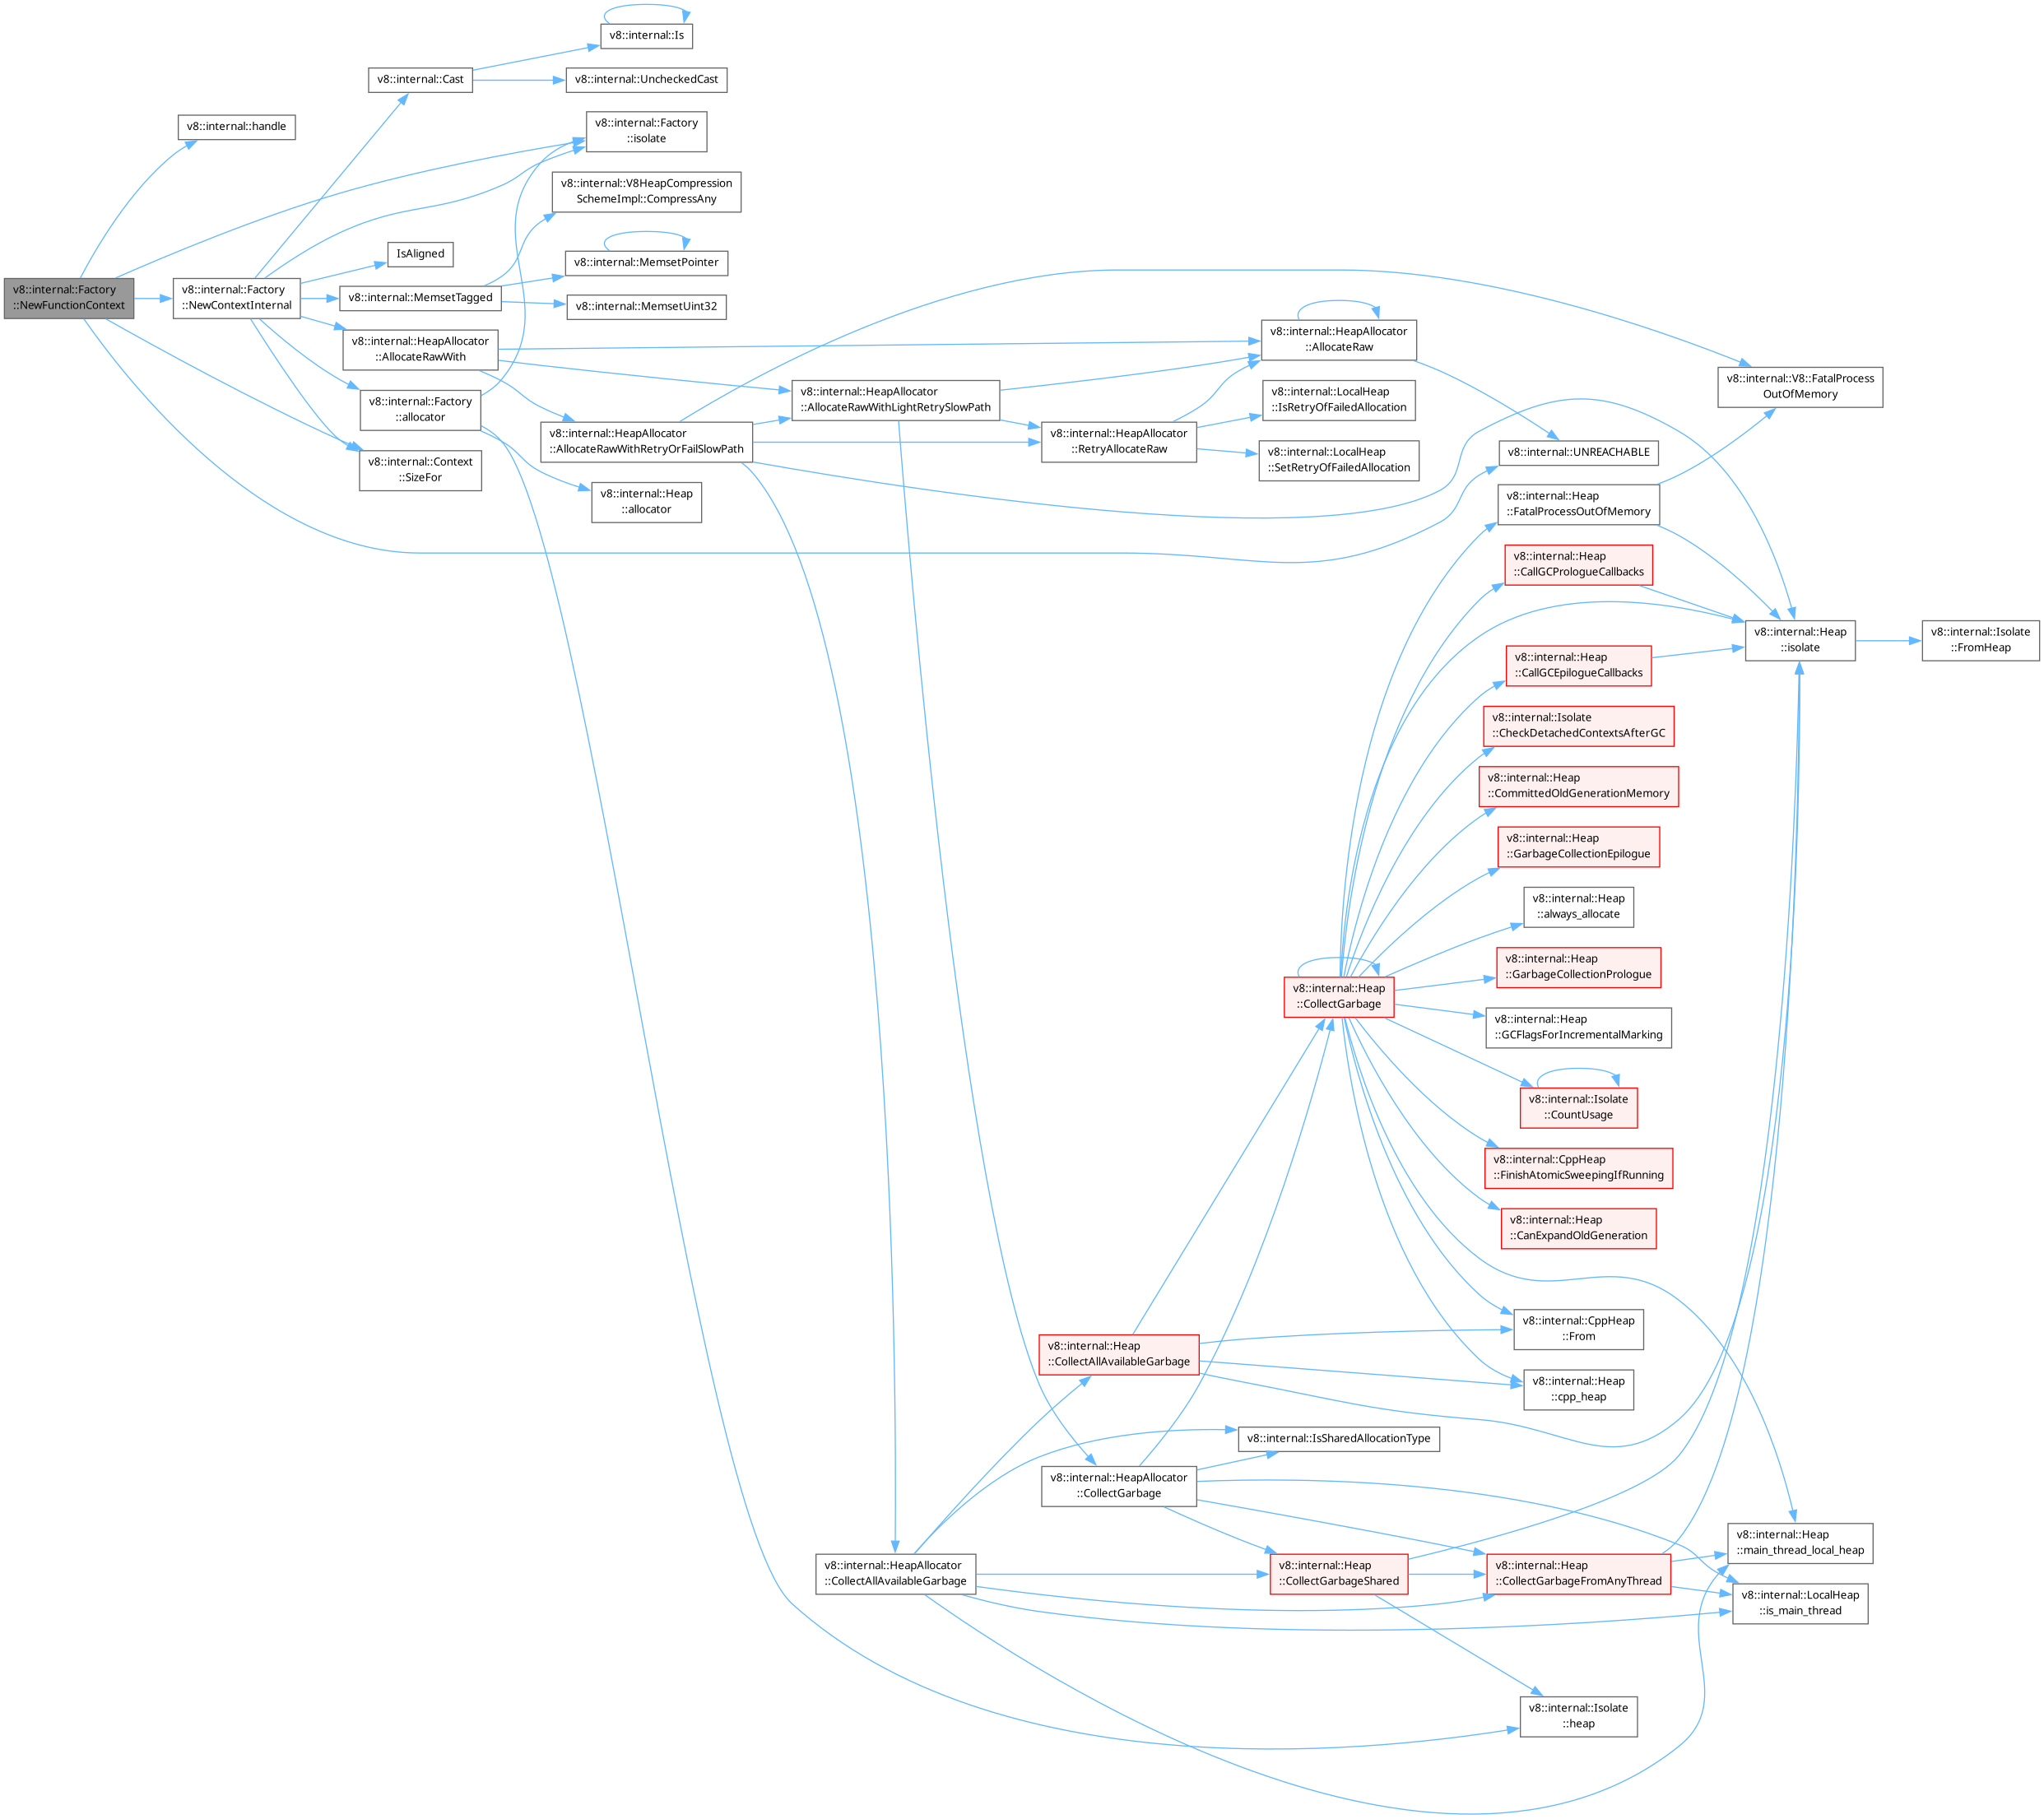 v8::internal::Is
v8::internal::Cast
v8::internal::UncheckedCast
v8::internal::handle
v8::internal::Factory
::isolate
v8::internal::V8HeapCompression
SchemeImpl::CompressAny
IsAligned
v8::internal::MemsetPointer
v8::internal::Factory
::NewFunctionContext
v8::internal::Factory
::NewContextInternal
v8::internal::MemsetTagged
v8::internal::MemsetUint32
v8::internal::HeapAllocator
::AllocateRawWith
v8::internal::HeapAllocator
::AllocateRaw
v8::internal::Factory
::allocator
v8::internal::HeapAllocator
::AllocateRawWithLightRetrySlowPath
v8::internal::LocalHeap
::IsRetryOfFailedAllocation
v8::internal::V8::FatalProcess
OutOfMemory
v8::internal::HeapAllocator
::AllocateRawWithRetryOrFailSlowPath
v8::internal::HeapAllocator
::RetryAllocateRaw
v8::internal::Context
::SizeFor
v8::internal::LocalHeap
::SetRetryOfFailedAllocation
v8::internal::UNREACHABLE
v8::internal::Heap
::allocator
v8::internal::Heap
::FatalProcessOutOfMemory
v8::internal::Heap
::CallGCPrologueCallbacks
v8::internal::Heap
::isolate
v8::internal::Isolate
::FromHeap
v8::internal::Heap
::CallGCEpilogueCallbacks
v8::internal::Isolate
::CheckDetachedContextsAfterGC
v8::internal::Heap
::CommittedOldGenerationMemory
v8::internal::Heap
::GarbageCollectionEpilogue
v8::internal::Heap
::always_allocate
v8::internal::Heap
::GarbageCollectionPrologue
v8::internal::Heap
::CollectGarbage
v8::internal::Heap
::GCFlagsForIncrementalMarking
v8::internal::Isolate
::CountUsage
v8::internal::CppHeap
::FinishAtomicSweepingIfRunning
v8::internal::Heap
::CanExpandOldGeneration
v8::internal::CppHeap
::From
v8::internal::Heap
::CollectAllAvailableGarbage
v8::internal::Heap
::cpp_heap
v8::internal::IsSharedAllocationType
v8::internal::HeapAllocator
::CollectGarbage
v8::internal::Heap
::main_thread_local_heap
v8::internal::HeapAllocator
::CollectAllAvailableGarbage
v8::internal::Heap
::CollectGarbageShared
v8::internal::Heap
::CollectGarbageFromAnyThread
v8::internal::LocalHeap
::is_main_thread
v8::internal::Isolate
::heap